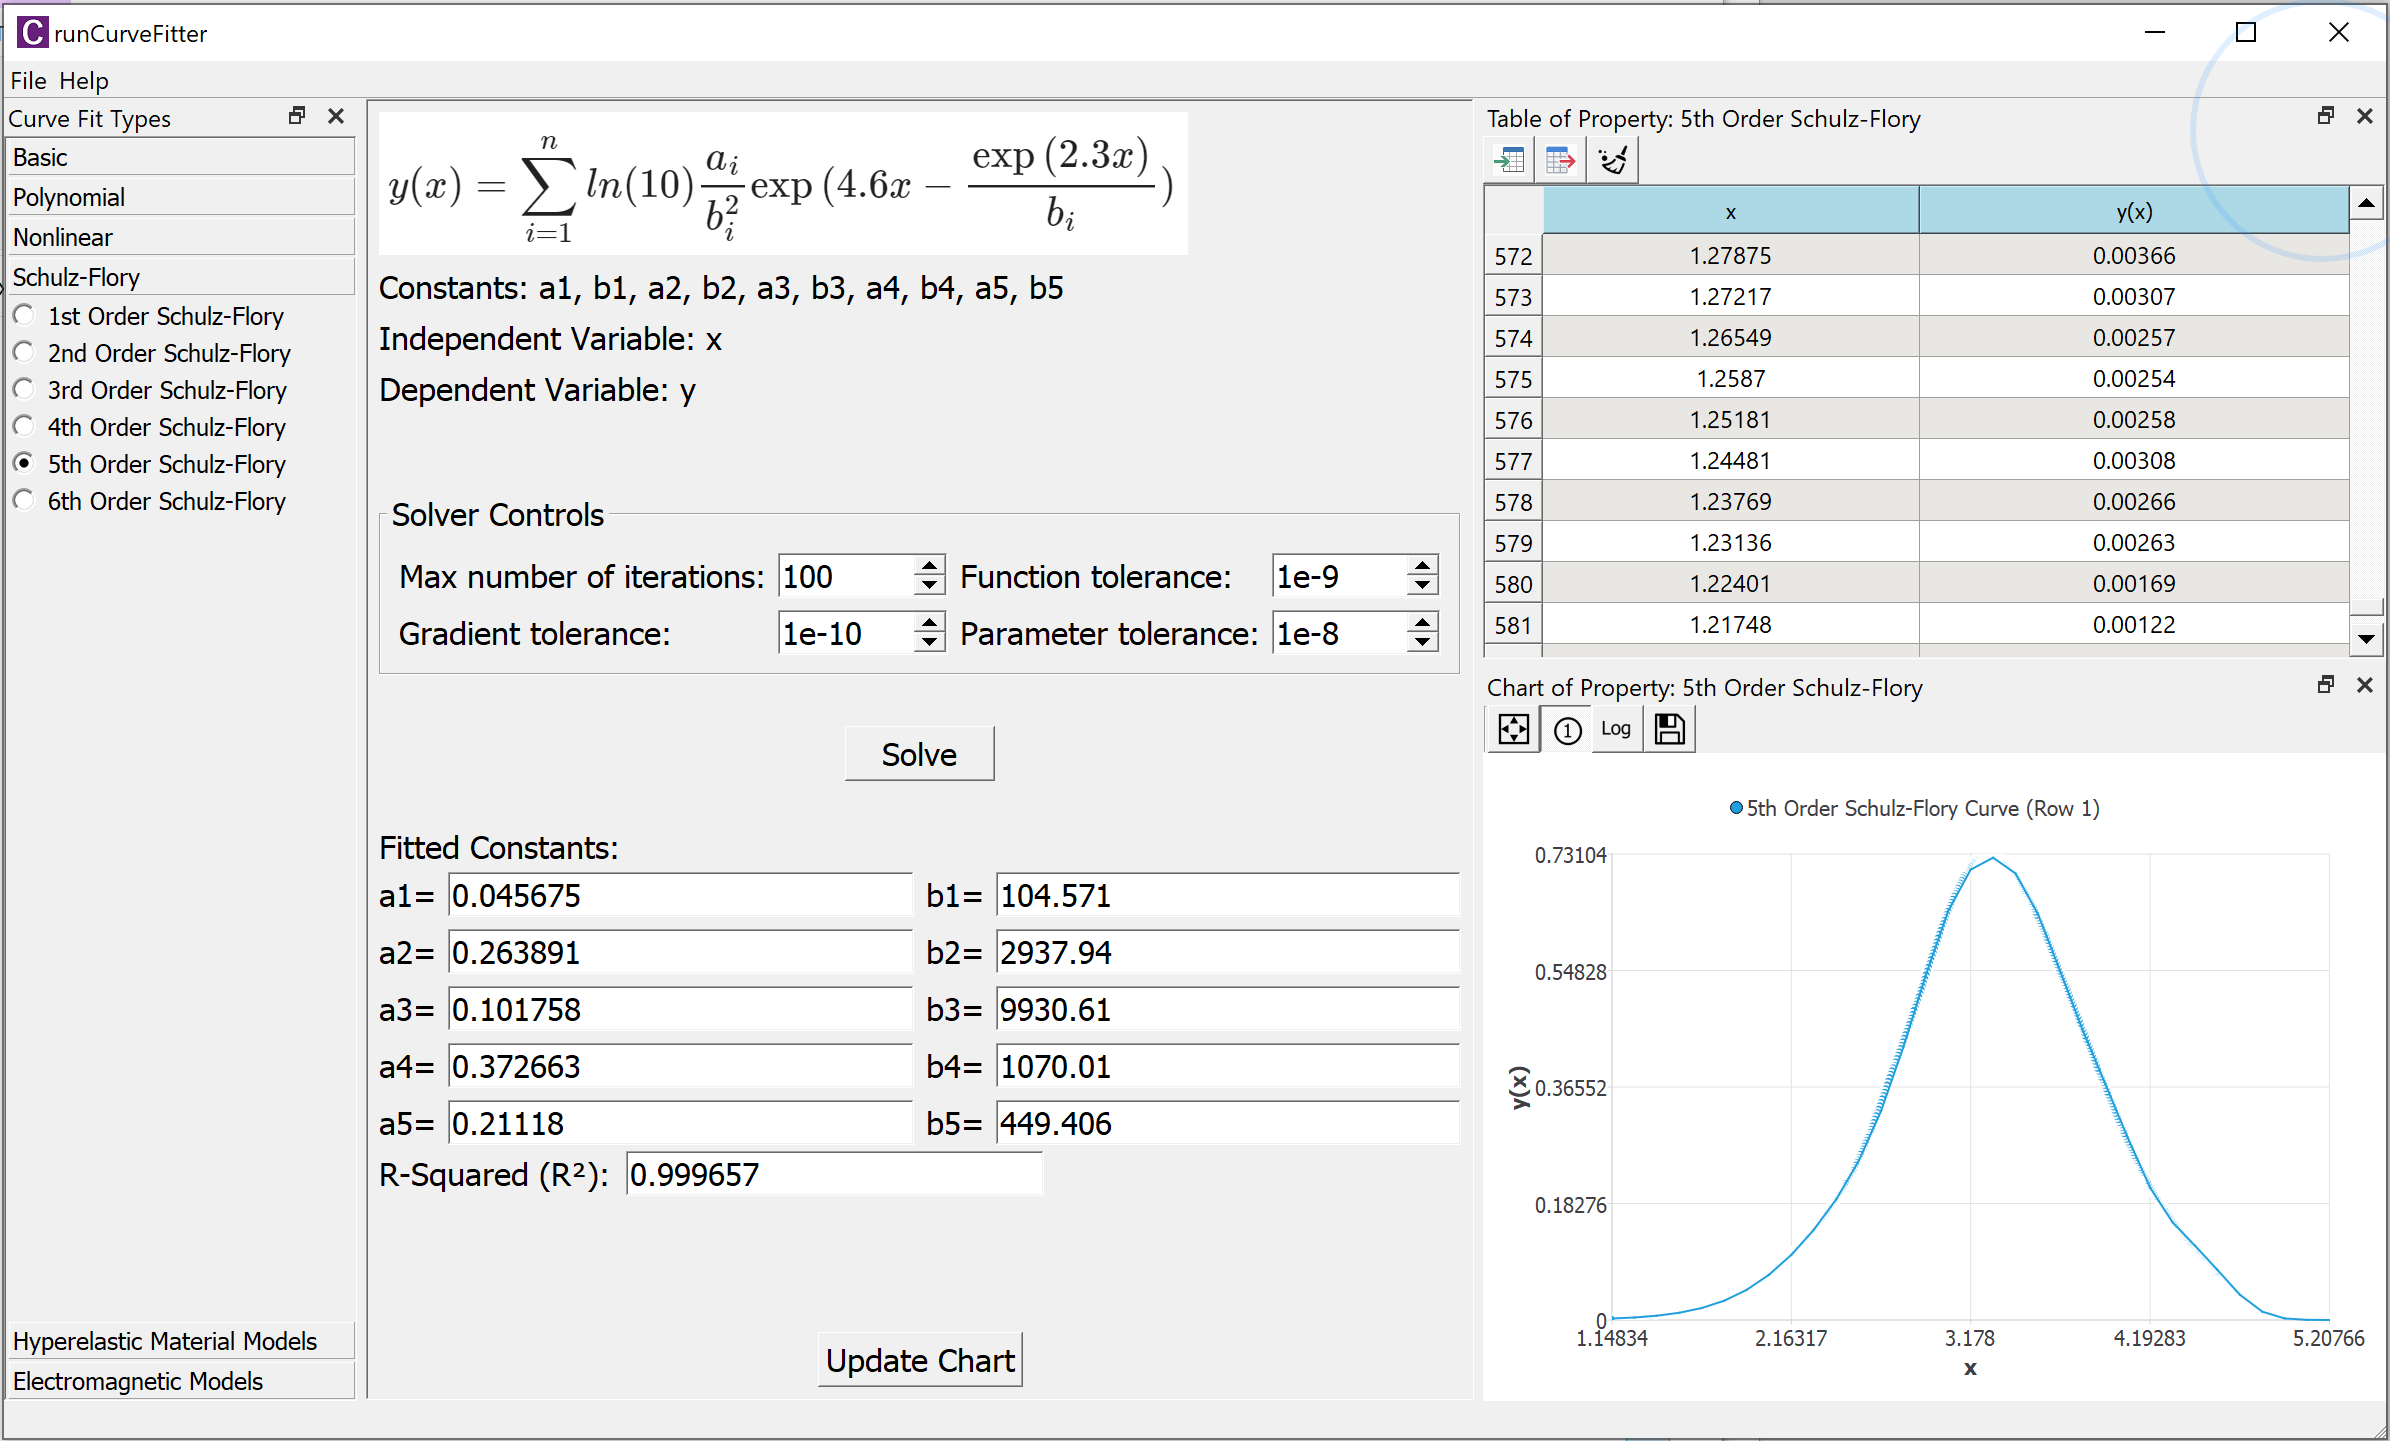 C runCurveFitter
File Help
Curve Fit Types
Basic
Polynomial
Nonlinear
Schulz-Flory
1st Order Schulz-Flory
2nd Order Schulz-Flory
3rd Order Schulz-Flory
4th Order Schulz-Flory
5th Order Schulz-Flory
6th Order Schulz-Flory
Hyperelastic Material Models
Electromagnetic Models
y(x) = ∑_{i=1}^{n} ln(10) a_i/b_i^2 exp (4.6x − exp (2.3x)/b_i )
Constants: a1, b1, a2, b2, a3, b3, a4, b4, a5, b5
Independent Variable: x
Dependent Variable: y
Solver Controls
Max number of iterations: 100 Function tolerance: 1e-9
Gradient tolerance: 1e-10 Parameter tolerance: 1e-8
Solve
Fitted Constants:
a1= 0.045675 b1= 104.571
a2= 0.263891 b2= 2937.94
a3= 0.101758 b3= 9930.61
a4= 0.372663 b4= 1070.01
a5= 0.21118 b5= 449.406
R-Squared (R²): 0.999657
Update Chart
Table of Property: 5th Order Schulz-Flory
x y(x)
572 1.27875 0.00366
573 1.27217 0.00307
574 1.26549 0.00257
575 1.2587 0.00254
576 1.25181 0.00258
577 1.24481 0.00308
578 1.23769 0.00266
579 1.23136 0.00263
580 1.22401 0.00169
581 1.21748 0.00122
Chart of Property: 5th Order Schulz-Flory
1 Log
5th Order Schulz-Flory Curve (Row 1)
0.73104
0.54828
0.36552
0.18276
0
y(x)
1.14834 2.16317 3.178 4.19283 5.20766
x